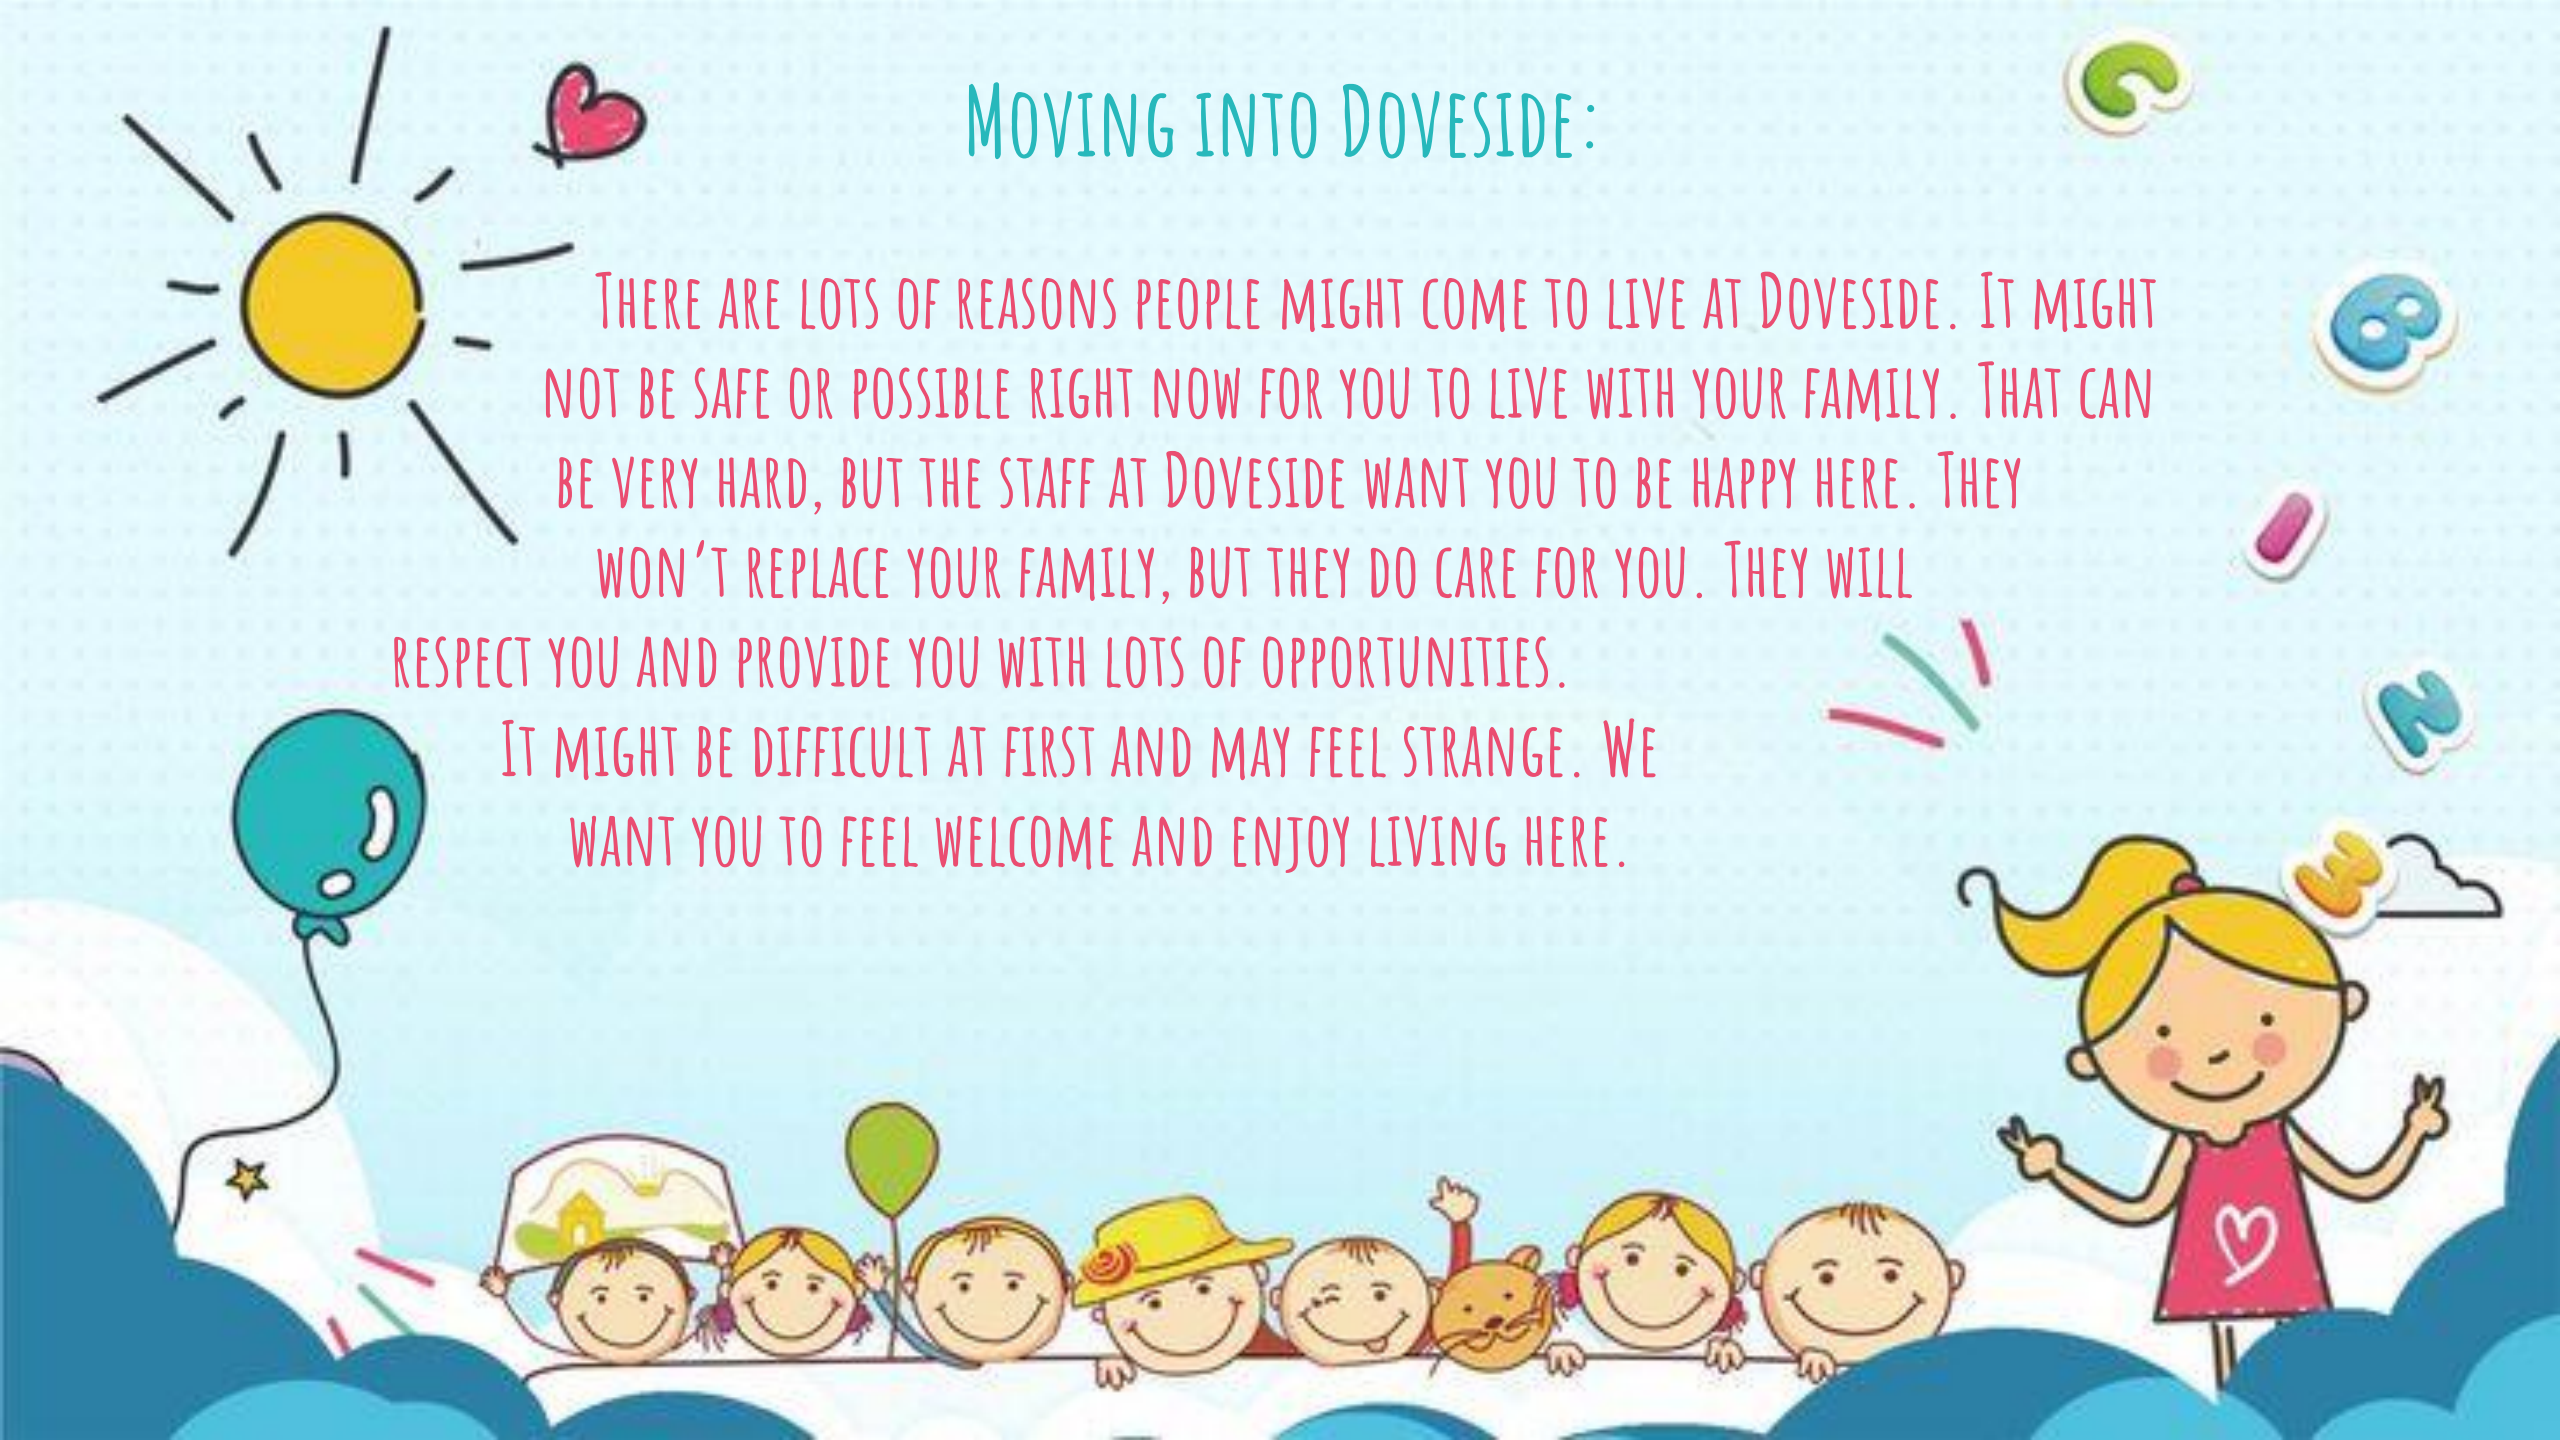 Moving into Doveside:
There are lots of reasons people might come to live at Doveside. It might
not be safe or possible right now for you to live with your family. That can
be very hard, but the staff at Doveside want you to be happy here. They
won't replace your family, but they do care for you. They will
respect you and provide you with lots of opportunities.
It might be difficult at first and may feel strange. We
want you to feel welcome and enjoy living here.
C
B
I
N
E